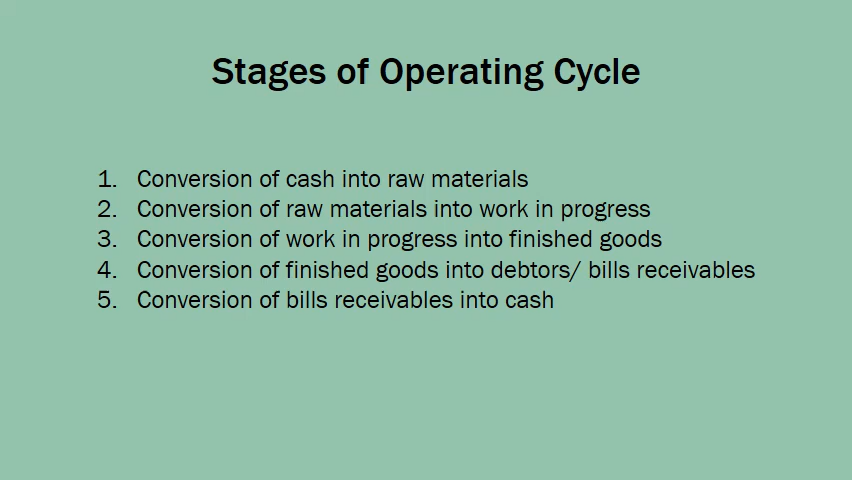 Stages of Operating Cycle
1. Conversion of cash into raw materials
2. Conversion of raw materials into work in progress
3. Conversion of work in progress into finished goods
4. Conversion of finished goods into debtors/ bills receivables
5. Conversion of bills receivables into cash